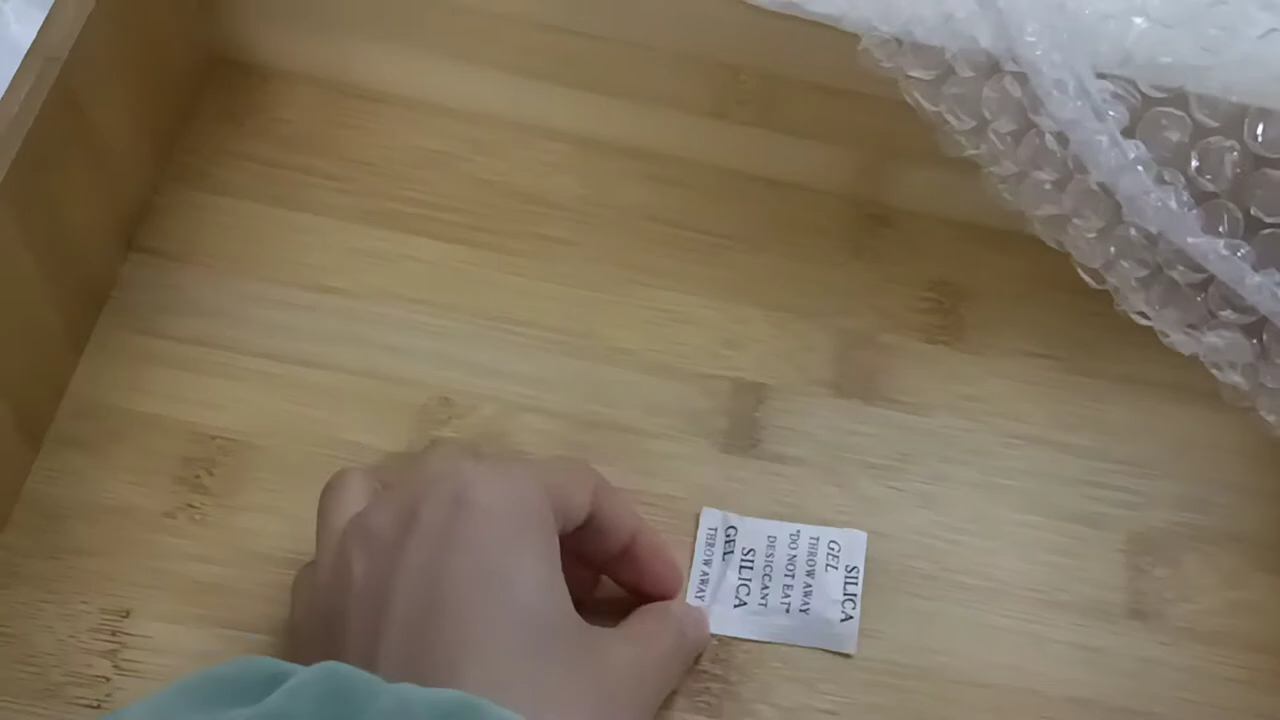 SILICA
GEL
THROW AWAY
"DO NOT EAT"
DESICCANT
SILICA
GEL
THROW AWAY